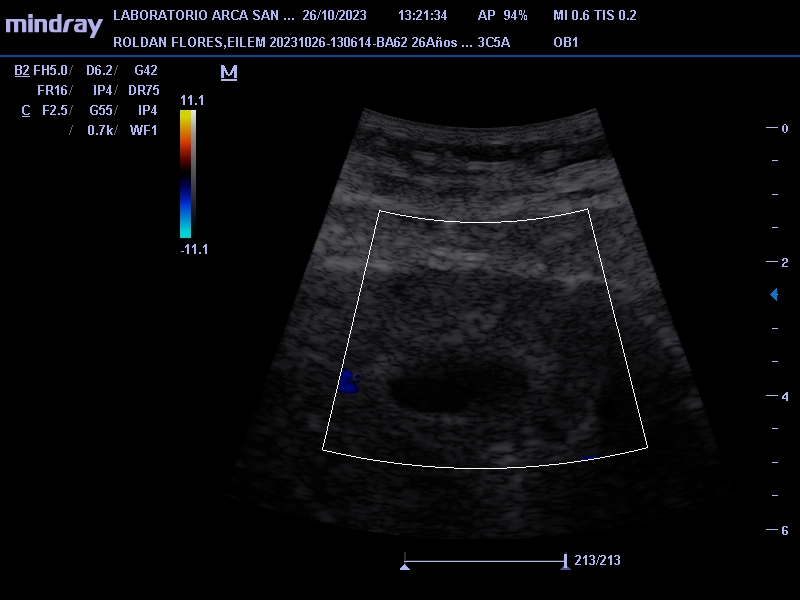 mindray LABORATORIO ARCA SAN ... 26/10/2023 13:21:34 AP 94% MI 0.6 TIS 0.2
ROLDAN FLORES,EILEM 20231026-130614-BA62 26Años ... 3C5A OB1
B2 FH5.0/ D6.2/ G42
FR16/ IP4/ DR75
C F2.5/ G55/ IP4
/ 0.7k/ WF1
M
11.1
-11.1
0
2
4
6
213/213